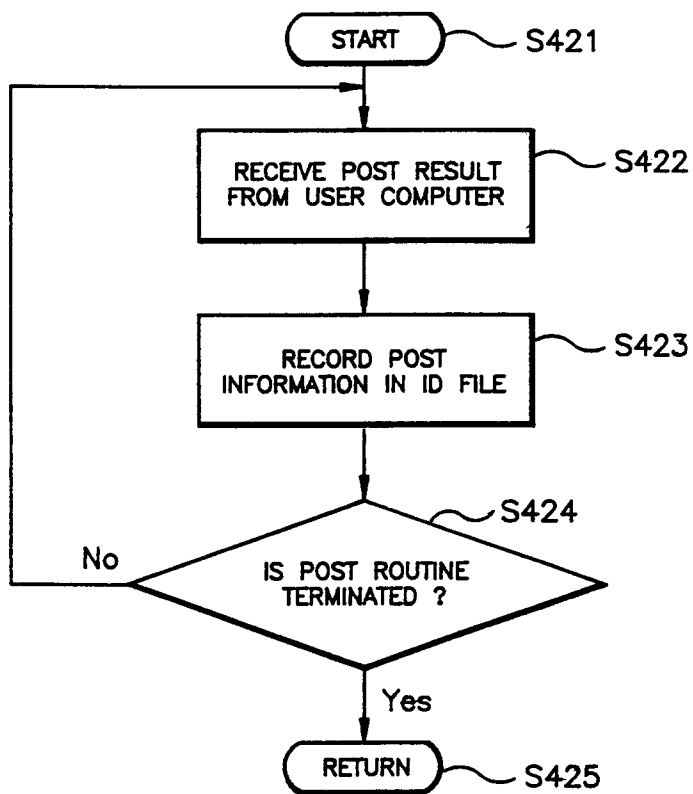 START
S421
RECEIVE POST RESULT
FROM USER COMPUTER
S422
RECORD POST
INFORMATION IN ID FILE
S423
S424
IS POST ROUTINE
TERMINATED ?
No
Yes
RETURN
S425